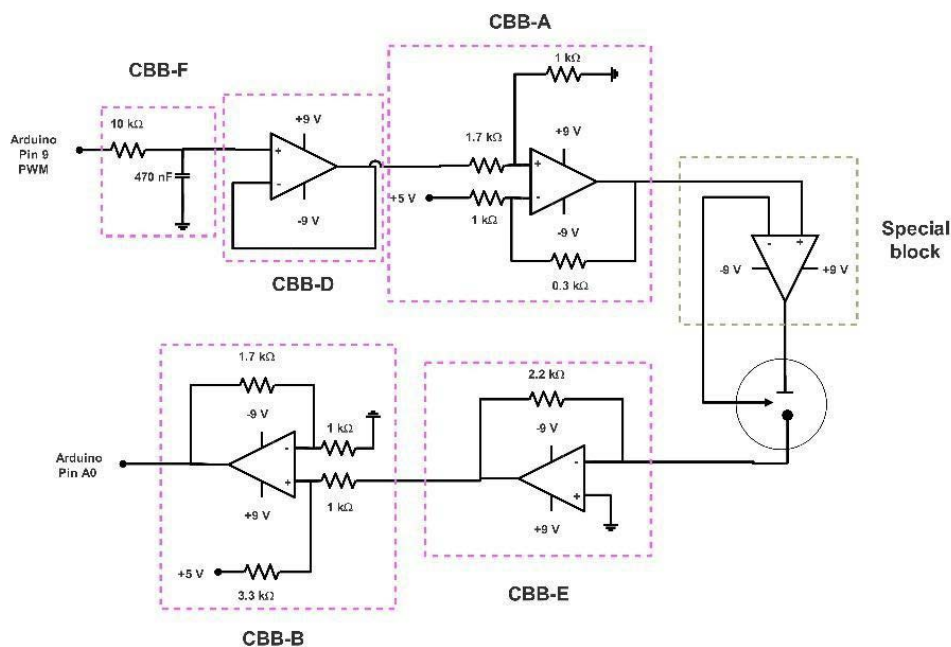 CBB-A
CBB-F
1 kΩ
10 kΩ
Arduino
Pin 9
PWM
470 nF
+
-
+9 V
-9 V
CBB-D
1.7 kΩ
+5 V
1 kΩ
+
-
+9 V
-9 V
0.3 kΩ
-
+
-9 V
+9 V
Special
block
1.7 kΩ
-9 V
1 kΩ
-
+
Arduino
Pin A0
+9 V
1 kΩ
+5 V
3.3 kΩ
CBB-B
2.2 kΩ
-9 V
-
+
+9 V
CBB-E